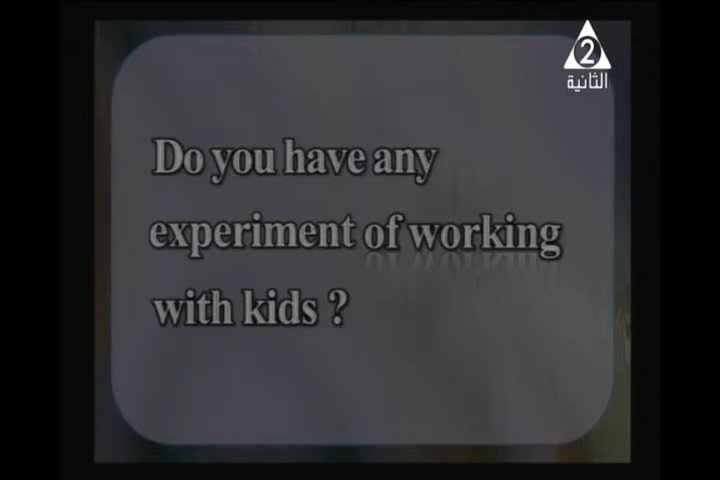 2
الثانية
Do you have any
experiment of working
with kids ?